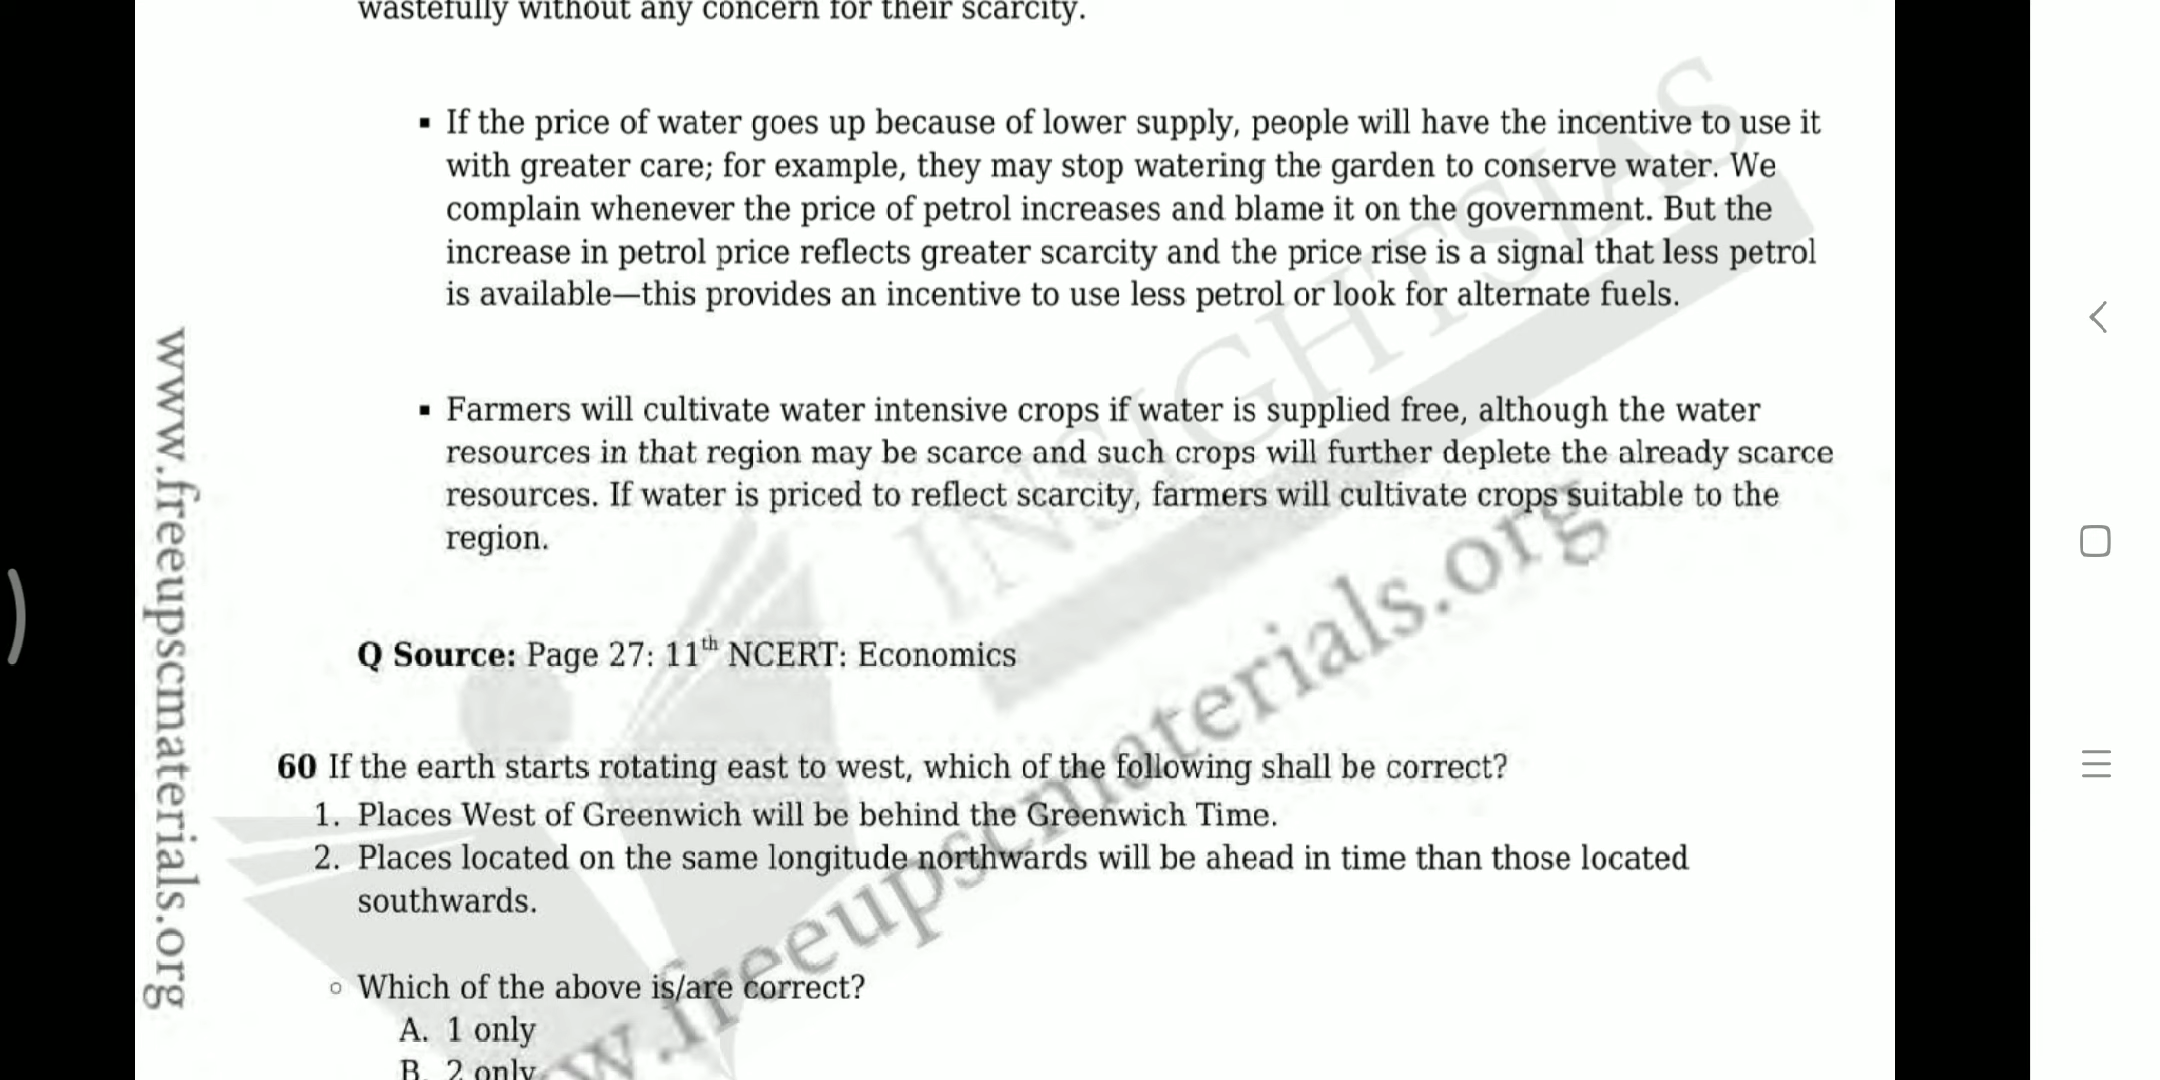 wastefully without any concern for their scarcity.
▪ If the price of water goes up because of lower supply, people will have the incentive to use it
with greater care; for example, they may stop watering the garden to conserve water. We
complain whenever the price of petrol increases and blame it on the government. But the
increase in petrol price reflects greater scarcity and the price rise is a signal that less petrol
is available—this provides an incentive to use less petrol or look for alternate fuels.
▪ Farmers will cultivate water intensive crops if water is supplied free, although the water
resources in that region may be scarce and such crops will further deplete the already scarce
resources. If water is priced to reflect scarcity, farmers will cultivate crops suitable to the
region.
Q Source: Page 27: 11th NCERT: Economics
60 If the earth starts rotating east to west, which of the following shall be correct?
1. Places West of Greenwich will be behind the Greenwich Time.
2. Places located on the same longitude northwards will be ahead in time than those located
southwards.
○ Which of the above is/are correct?
A. 1 only
B. 2 only
www.freeupscmaterials.org
INSIGHTSIAS
w.freeupscmaterials.org